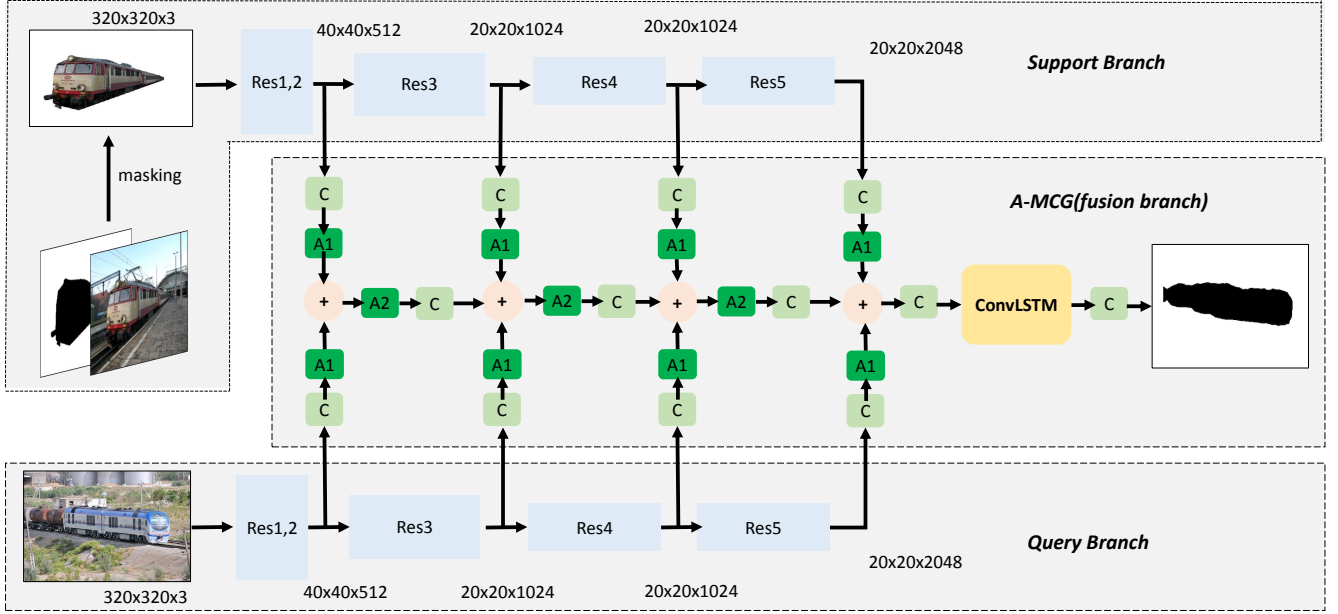 320x320x3
40x40x512
20x20x1024
20x20x1024
20x20x2048
Support Branch
Res1,2
Res3
Res4
Res5
masking
C
C
C
C
A-MCG(fusion branch)
A1
A1
A1
A1
+
A2
C
+
A2
C
+
A2
C
+
C
ConvLSTM
C
A1
A1
A1
A1
C
C
C
C
Res1,2
Res3
Res4
Res5
Query Branch
320x320x3
40x40x512
20x20x1024
20x20x1024
20x20x2048